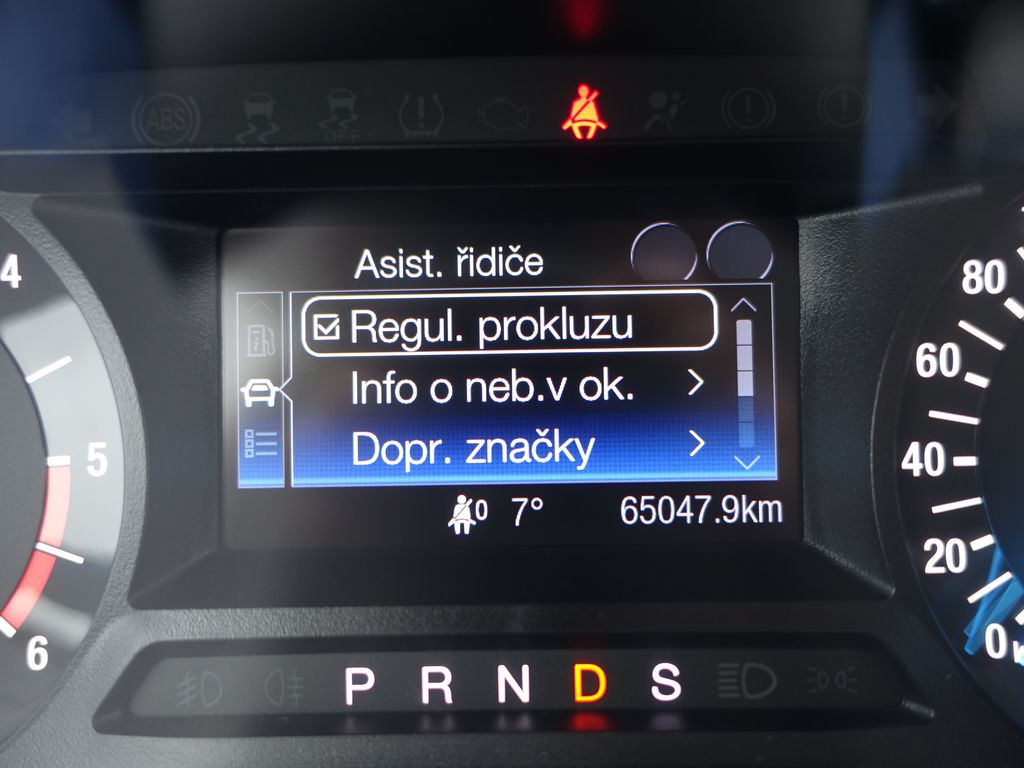 ABS
OFF
Asist. řidiče
Regul. prokluzu
Info o neb.v ok.
Dopr. značky
0 7° 65047.9km
4
5
6
80
60
40
20
0
P R N D S